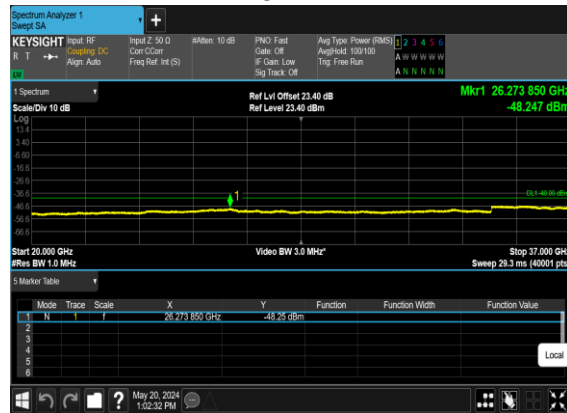 Spectrum Analyzer 1
Swept SA
+
KEYSIGHT Input: RF Input Z: 50 Ω #Atten: 10 dB PNO: Fast Avg Type: Power (RMS) 1 2 3 4 5 6
R T Coupling: DC Corr CCorr Gate: Off Avg|Hold: 100/100 A W W W W W
Align: Auto Freq Ref: Int (S) IF Gain: Low Trig: Free Run
Sig Track: Off A N N N N N
1 Spectrum Ref Lvl Offset 23.40 dB Mkr1 26.273 850 GHz
Scale/Div 10 dB Ref Level 23.40 dBm -48.247 dBm
Log
13.4
3.40
-6.60
-16.6
-26.6
-36.6 1 DL1 -40.00 dBm
-46.6
-56.6
-66.6
Start 20.000 GHz Video BW 3.0 MHz* Stop 37.000 GHz
#Res BW 1.0 MHz Sweep 29.3 ms (40001 pts)
5 Marker Table
Mode Trace Scale X Y Function Function Width Function Value
1 N 1 f 26.273 850 GHz -48.25 dBm
2
3
4
5
6
Local
? May 20, 2024
1:02:32 PM